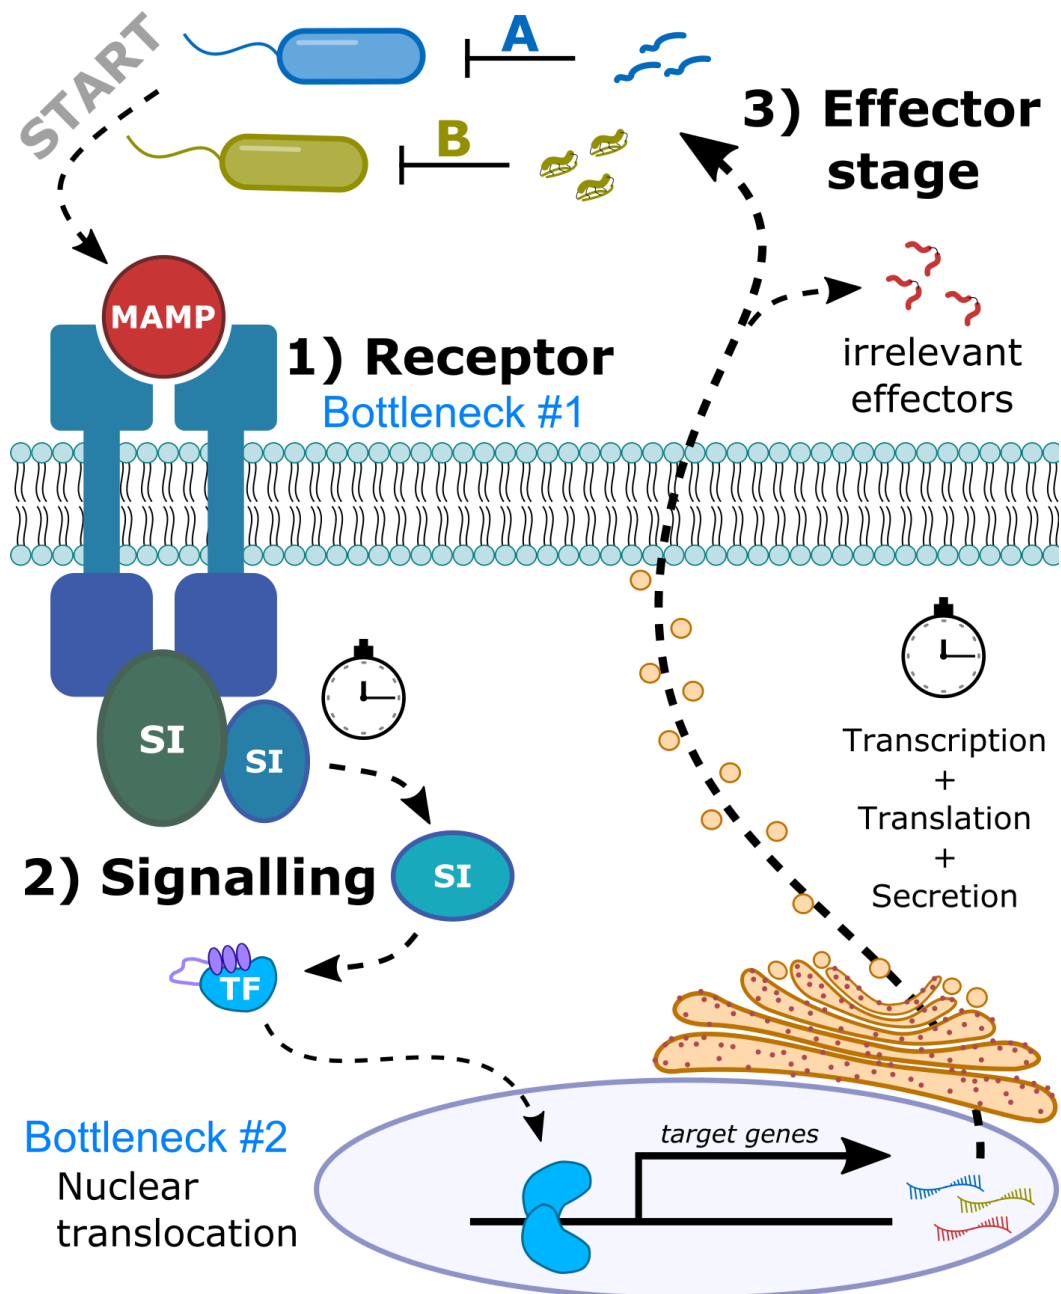 START
A
B
3) Effector
stage
MAMP
1) Receptor
Bottleneck #1
irrelevant
effectors
SI
SI
Transcription
+
Translation
+
Secretion
2) Signalling
SI
TF
Bottleneck #2
Nuclear
translocation
target genes